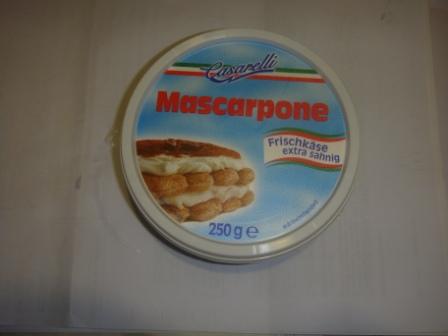 Casarelli
Mascarpone
Frischkäse
extra sahnig
250 g e